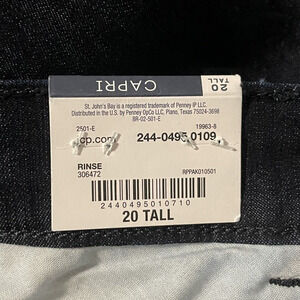 CAPRI
20
TALL
St. John's Bay is a registered trademark of Penney IP LLC.
Distributed in the U.S. by Penney OpCo LLC, Plano, Texas 75024-3698
BR-02-501-E
2501-E 19963-8
jcp.com 244-0495 0109
RINSE
306472 RPPAK010501
2440495010710
20 TALL